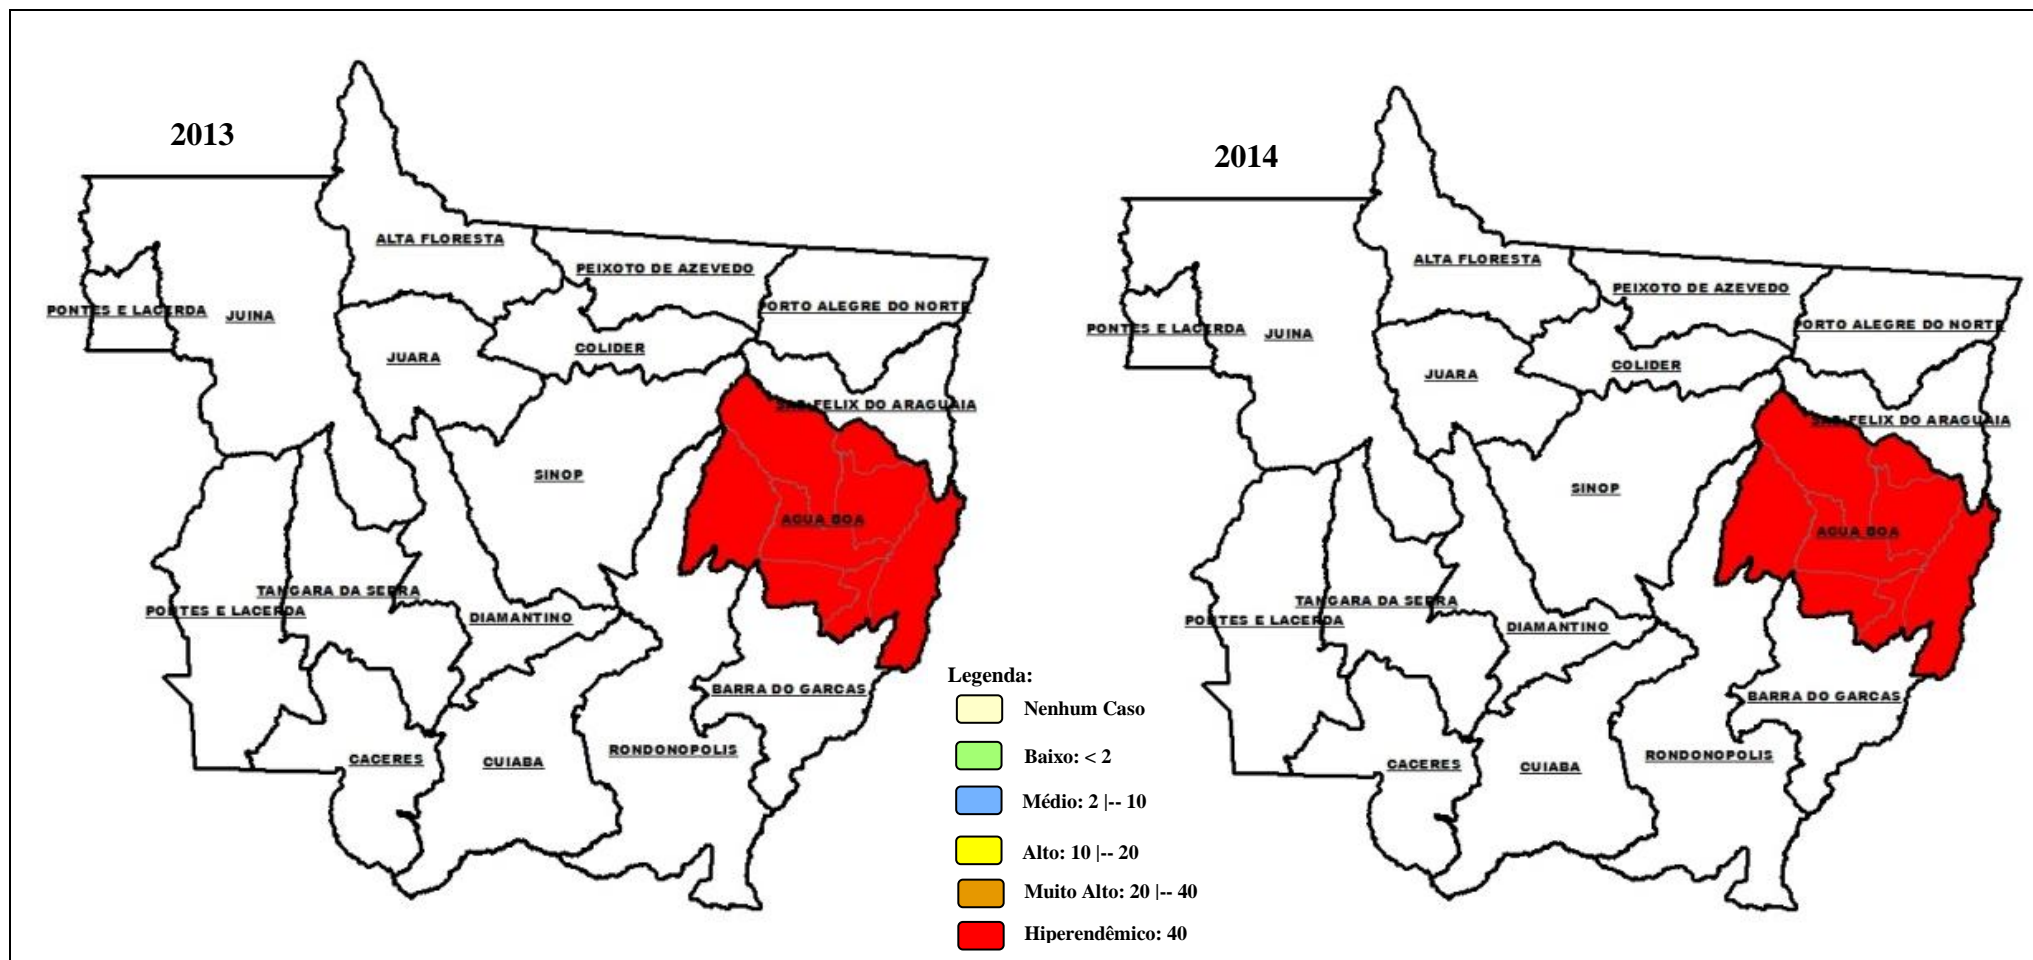 2013
ALTA FLORESTA
PEIXOTO DE AZEVEDO
PORTO ALEGRE DO NORTE
PONTES E LACERDA
JUINA
COLIDER
JUARA
SAO FELIX DO ARAGUAIA
SINOP
AGUA BOA
TANGARA DA SERRA
PONTES E LACERDA
DIAMANTINO
BARRA DO GARCAS
RONDONOPOLIS
CACERES
CUIABA
2014
ALTA FLORESTA
PEIXOTO DE AZEVEDO
PORTO ALEGRE DO NORTE
PONTES E LACERDA
JUINA
COLIDER
JUARA
SAO FELIX DO ARAGUAIA
SINOP
AGUA BOA
TANGARA DA SERRA
PONTES E LACERDA
DIAMANTINO
BARRA DO GARCAS
RONDONOPOLIS
CACERES
CUIABA
Legenda:
Nenhum Caso
Baixo: < 2
Médio: 2 |-- 10
Alto: 10 |-- 20
Muito Alto: 20 |-- 40
Hiperendêmico: 40